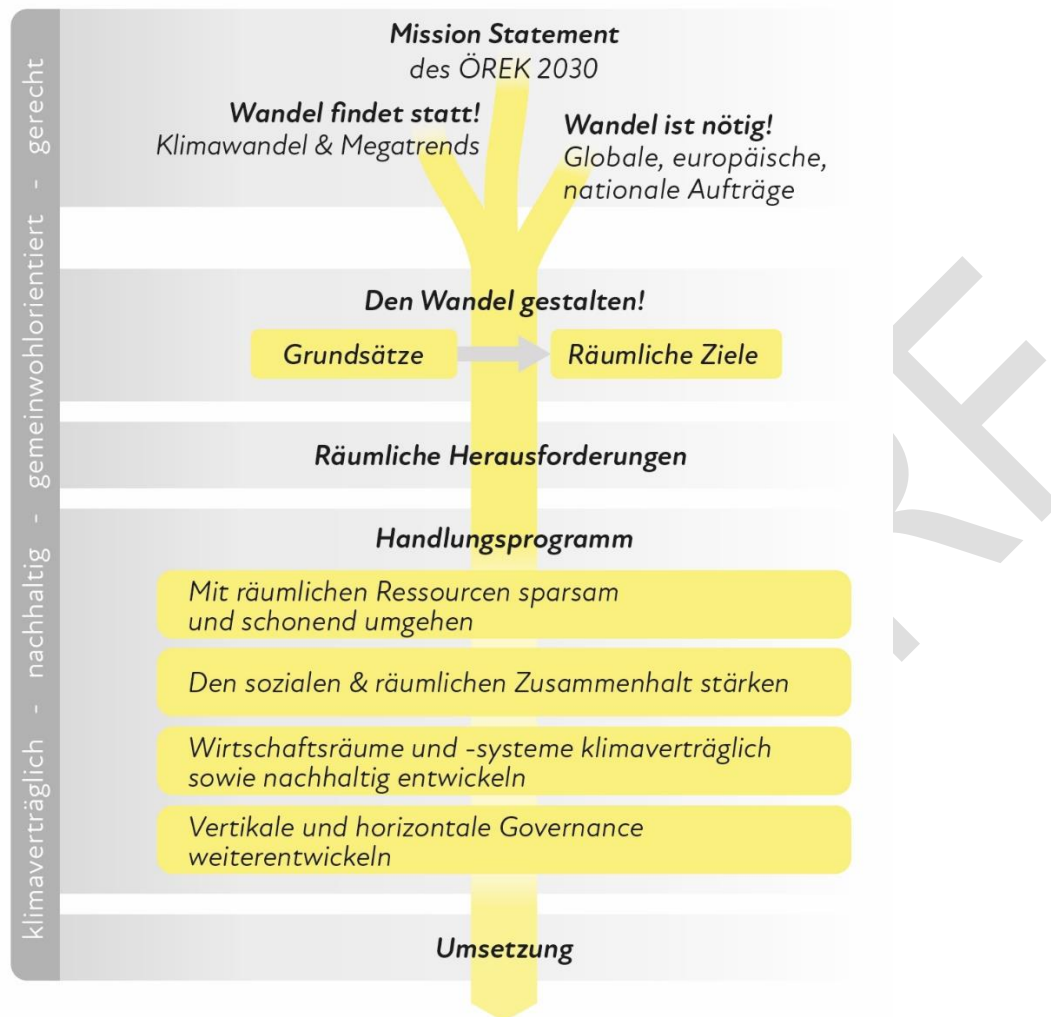 Mission Statement
des ÖREK 2030
Wandel findet statt!
Klimawandel & Megatrends
Wandel ist nötig!
Globale, europäische,
nationale Aufträge
Den Wandel gestalten!
Grundsätze
Räumliche Ziele
Räumliche Herausforderungen
Handlungsprogramm
Mit räumlichen Ressourcen sparsam
und schonend umgehen
Den sozialen & räumlichen Zusammenhalt stärken
Wirtschaftsräume und -systeme klimaverträglich
sowie nachhaltig entwickeln
Vertikale und horizontale Governance
weiterentwickeln
Umsetzung
klimaverträglich - nachhaltig - gemeinwohlorientiert - gerecht